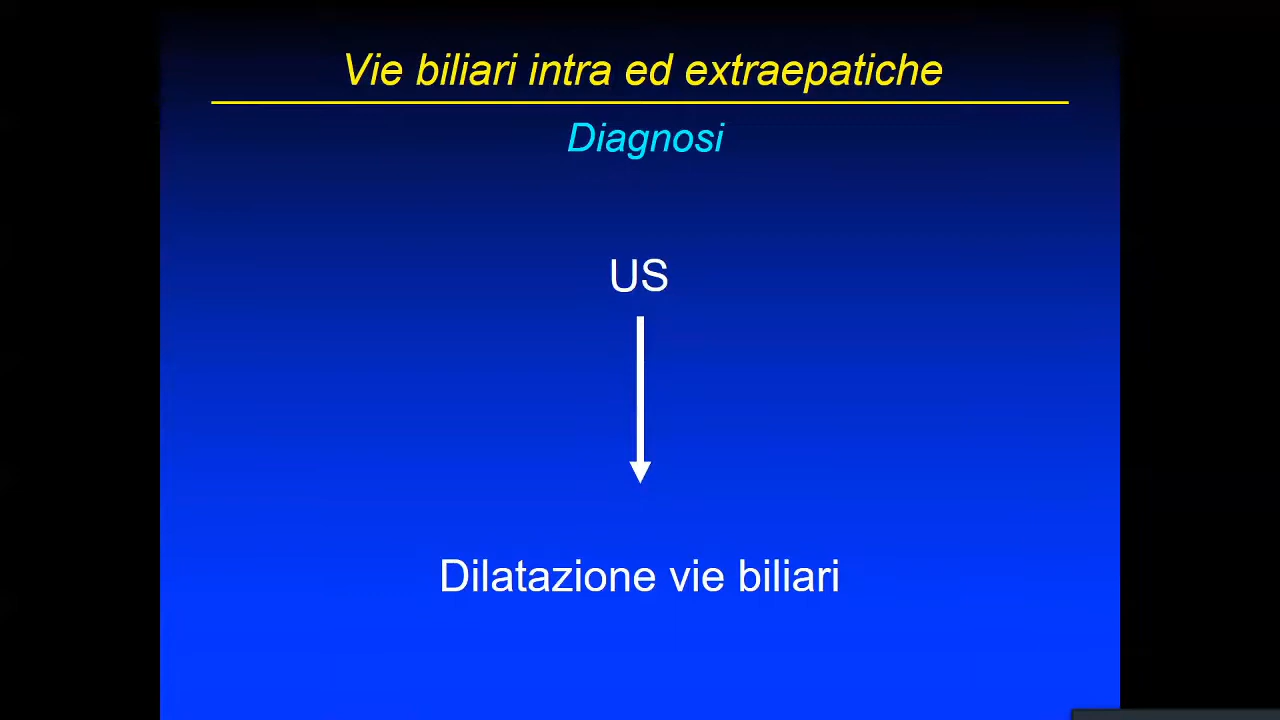 Vie biliari intra ed extraepatiche
Diagnosi
US
Dilatazione vie biliari